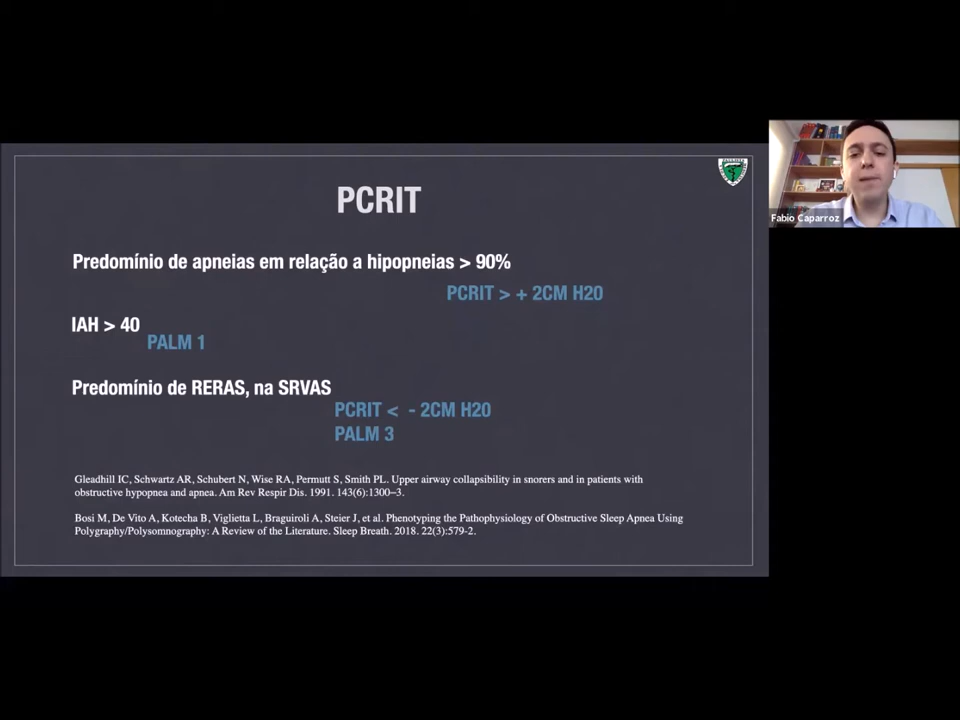 PCRIT
Predomínio de apneias em relação a hipopneias > 90%
PCRIT > + 2CM H20
IAH > 40
PALM 1
Predomínio de RERAS, na SRVAS
PCRIT < - 2CM H20
PALM 3
Gleadhill IC, Schwartz AR, Schubert N, Wise RA, Permutt S, Smith PL. Upper airway collapsibility in snorers and in patients with
obstructive hypopnea and apnea. Am Rev Respir Dis. 1991. 143(6):1300–3.
Bosi M, De Vito A, Kotecha B, Viglietta L, Braguiroli A, Steier J, et al. Phenotyping the Pathophysiology of Obstructive Sleep Apnea Using
Polygraphy/Polysomnography: A Review of the Literature. Sleep Breath. 2018. 22(3):579-2.
Fabio Caparroz